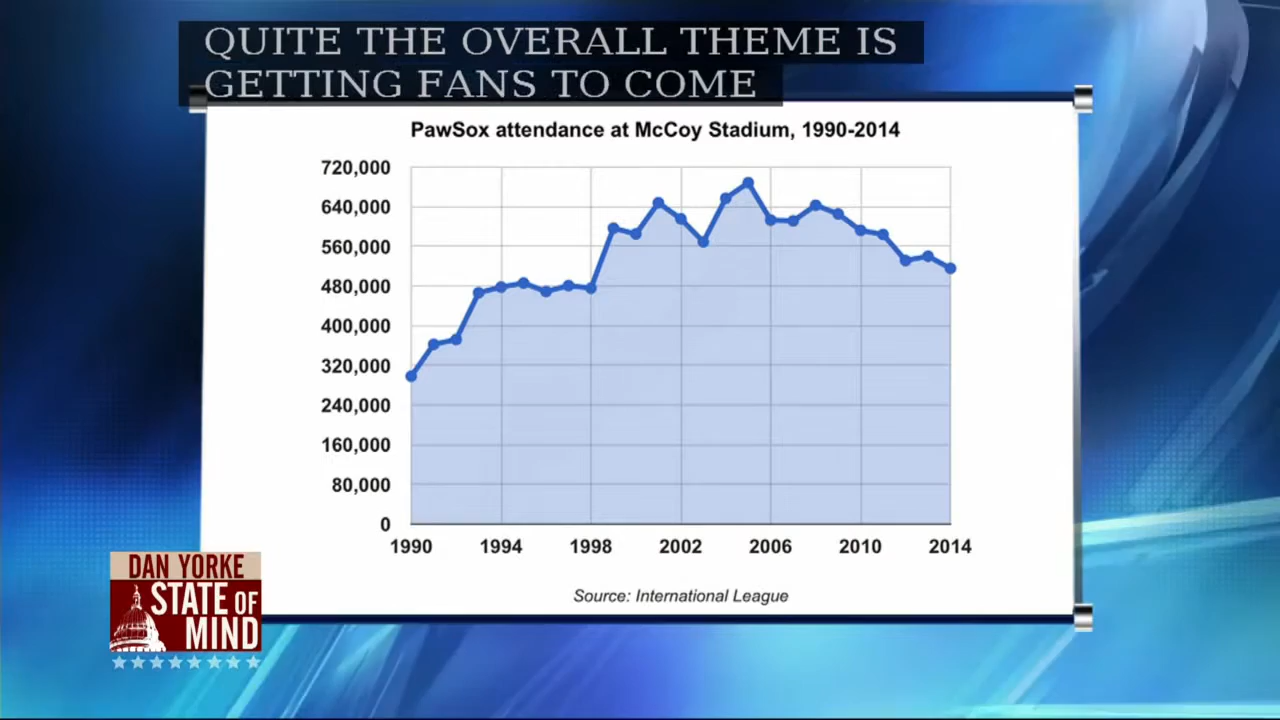 QUITE THE OVERALL THEME IS
GETTING FANS TO COME
PawSox attendance at McCoy Stadium, 1990-2014
720,000
640,000
560,000
480,000
400,000
320,000
240,000
160,000
80,000
0
1990 1994 1998 2002 2006 2010 2014
Source: International League
DAN YORKE
STATE OF
MIND